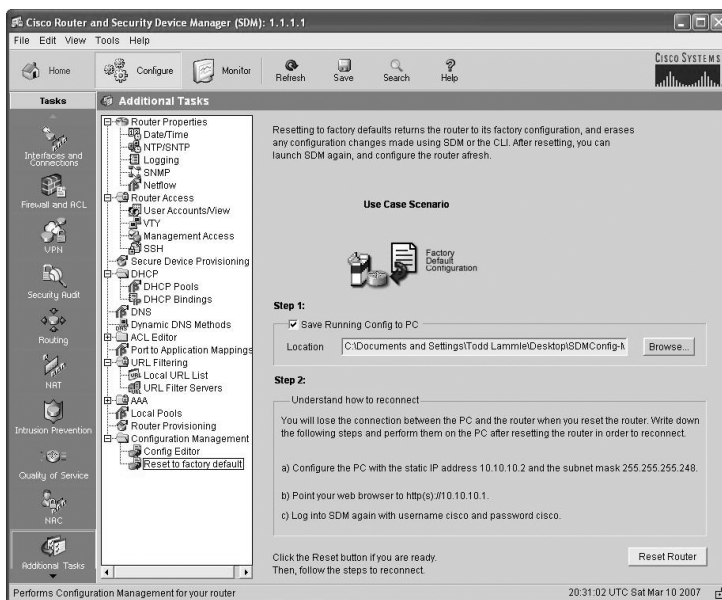 Cisco Router and Security Device Manager (SDM): 1.1.1.1
File Edit View Tools Help
Home
Configure
Monitor
Refresh
Save
Search
Help
CISCO SYSTEMS
Tasks
Interfaces and Connections
Firewall and ACL
VPN
Security Audit
Routing
NAT
Intrusion Prevention
Quality of Service
NAC
Additional Tasks
Additional Tasks
Router Properties
Date/Time
NTP/SNTP
Logging
SNMP
Netflow
Router Access
User Accounts/View
VTY
Management Access
SSH
Secure Device Provisioning
DHCP
DHCP Pools
DHCP Bindings
DNS
Dynamic DNS Methods
ACL Editor
Port to Application Mappings
URL Filtering
Local URL List
URL Filter Servers
AAA
Local Pools
Router Provisioning
Configuration Management
Config Editor
Reset to factory default
Resetting to factory defaults returns the router to its factory configuration, and erases
any configuration changes made using SDM or the CLI. After resetting, you can
launch SDM again, and configure the router afresh.
Use Case Scenario
Factory
Default
Configuration
Step 1:
Save Running Config to PC
Location
C:\Documents and Settings\Todd Lammle\Desktop\SDMConfig-
Browse...
Step 2:
Understand how to reconnect
You will lose the connection between the PC and the router when you reset the router. Write down
the following steps and perform them on the PC after resetting the router in order to reconnect.
a) Configure the PC with the static IP address 10.10.10.2 and the subnet mask 255.255.255.248.
b) Point your web browser to http(s)://10.10.10.1.
c) Log into SDM again with username cisco and password cisco.
Click the Reset button if you are ready.
Then, follow the steps to reconnect.
Reset Router
Performs Configuration Management for your router
20:31:02 UTC Sat Mar 10 2007